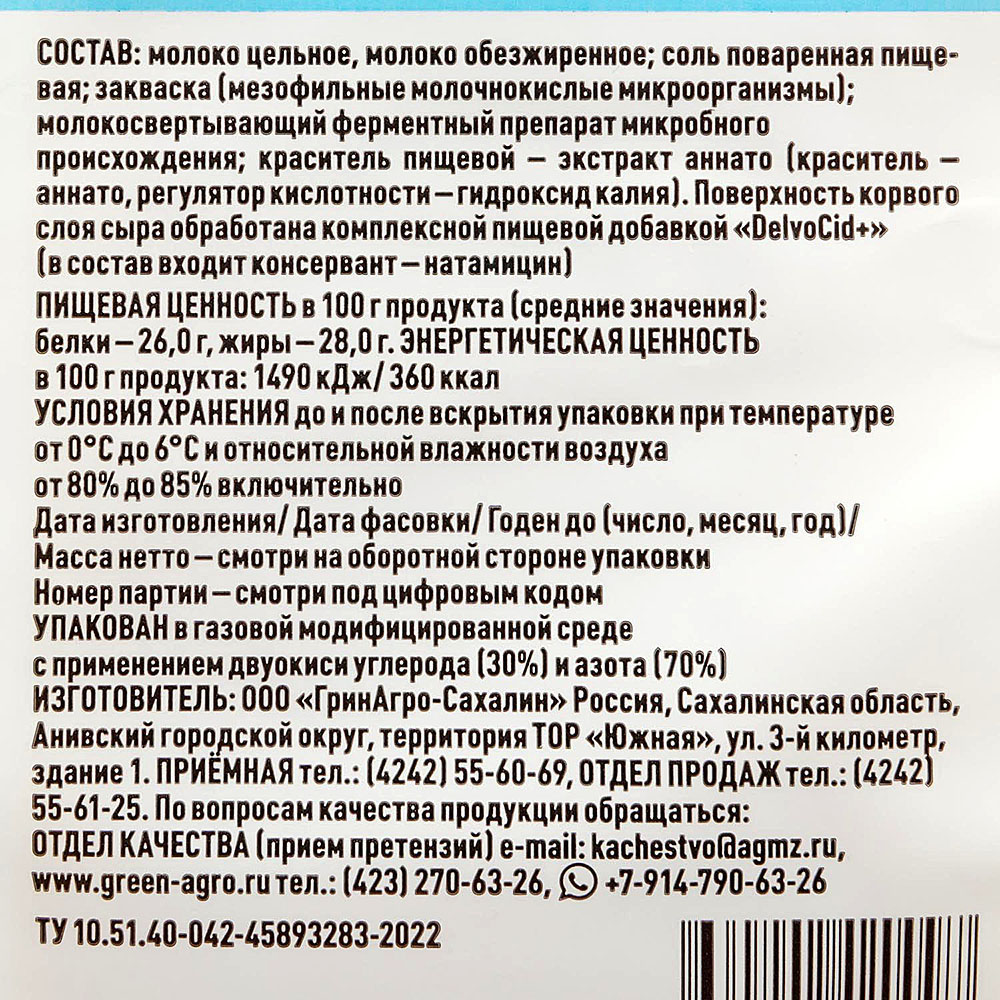 СОСТАВ: молоко цельное, молоко обезжиренное; соль поваренная пище-
вая; закваска (мезофильные молочнокислые микроорганизмы);
молокосвертывающий ферментный препарат микробного
происхождения; краситель пищевой – экстракт аннато (краситель –
аннато, регулятор кислотности – гидроксид калия). Поверхность корвого
слоя сыра обработана комплексной пищевой добавкой «DelvoCid+»
(в состав входит консервант – натамицин)
ПИЩЕВАЯ ЦЕННОСТЬ в 100 г продукта (средние значения):
белки – 26,0 г, жиры – 28,0 г. ЭНЕРГЕТИЧЕСКАЯ ЦЕННОСТЬ
в 100 г продукта: 1490 кДж/ 360 ккал
УСЛОВИЯ ХРАНЕНИЯ до и после вскрытия упаковки при температуре
от 0°С до 6°С и относительной влажности воздуха
от 80% до 85% включительно
Дата изготовления/ Дата фасовки/ Годен до (число, месяц, год)/
Масса нетто – смотри на оборотной стороне упаковки
Номер партии – смотри под цифровым кодом
УПАКОВАН в газовой модифицированной среде
с применением двуокиси углерода (30%) и азота (70%)
ИЗГОТОВИТЕЛЬ: ООО «ГринАгро-Сахалин» Россия, Сахалинская область,
Анивский городской округ, территория ТОР «Южная», ул. 3-й километр,
здание 1. ПРИЁМНАЯ тел.: (4242) 55-60-69, ОТДЕЛ ПРОДАЖ тел.: (4242)
55-61-25. По вопросам качества продукции обращаться:
ОТДЕЛ КАЧЕСТВА (прием претензий) e-mail: kachestvo@agmz.ru,
www.green-agro.ru тел.: (423) 270-63-26, +7-914-790-63-26
ТУ 10.51.40-042-45893283-2022